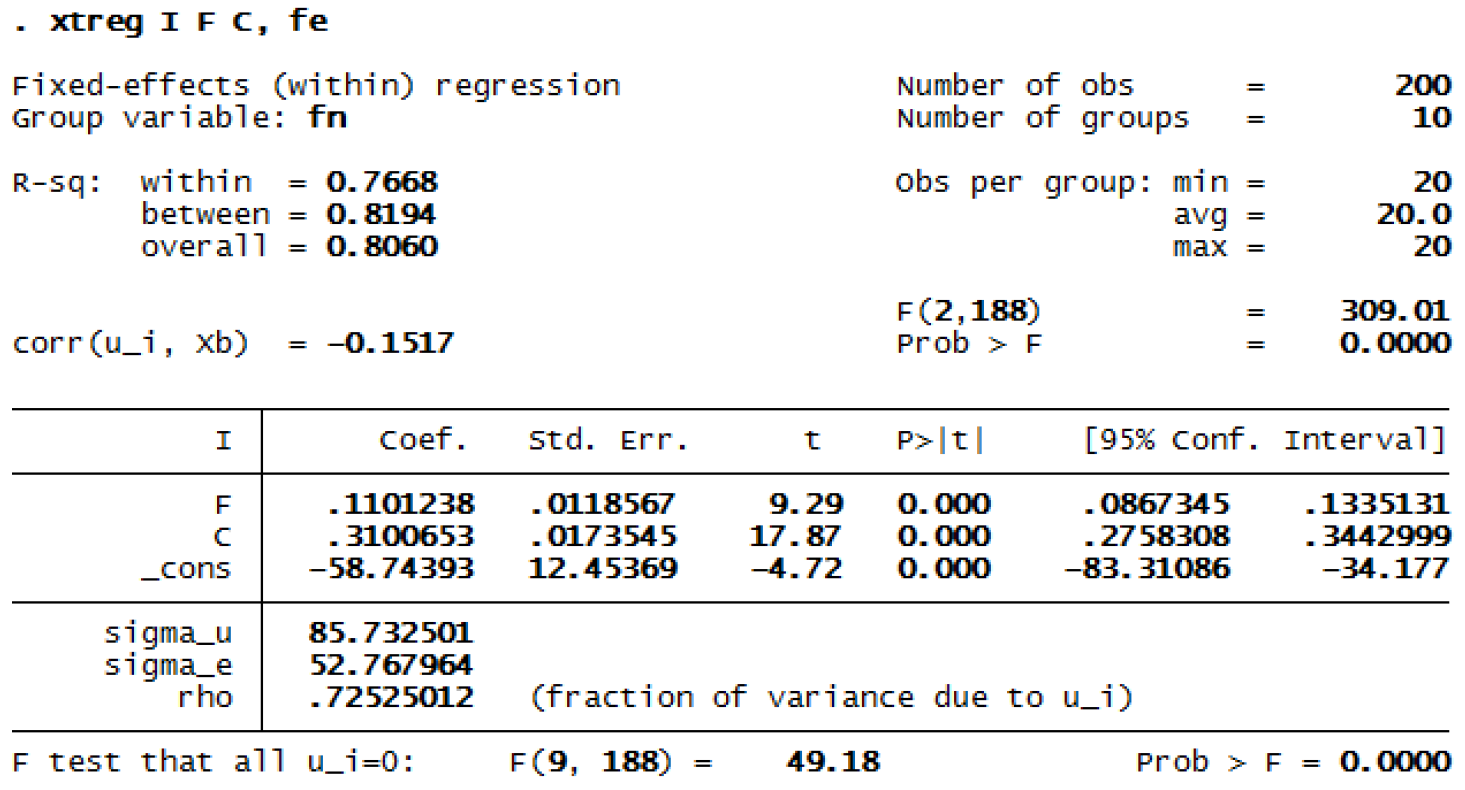 . xtreg I F C, fe
Fixed-effects (within) regression Number of obs = 200
Group variable: fn Number of groups = 10
R-sq: within = 0.7668 Obs per group: min = 20
between = 0.8194 avg = 20.0
overall = 0.8060 max = 20
F(2,188) = 309.01
corr(u_i, Xb) = -0.1517 Prob > F = 0.0000
I Coef. Std. Err. t P>|t| [95% Conf. Interval]
F .1101238 .0118567 9.29 0.000 .0867345 .1335131
C .3100653 .0173545 17.87 0.000 .2758308 .3442999
_cons -58.74393 12.45369 -4.72 0.000 -83.31086 -34.177
sigma_u 85.732501
sigma_e 52.767964
rho .72525012 (fraction of variance due to u_i)
F test that all u_i=0: F(9, 188) = 49.18 Prob > F = 0.0000